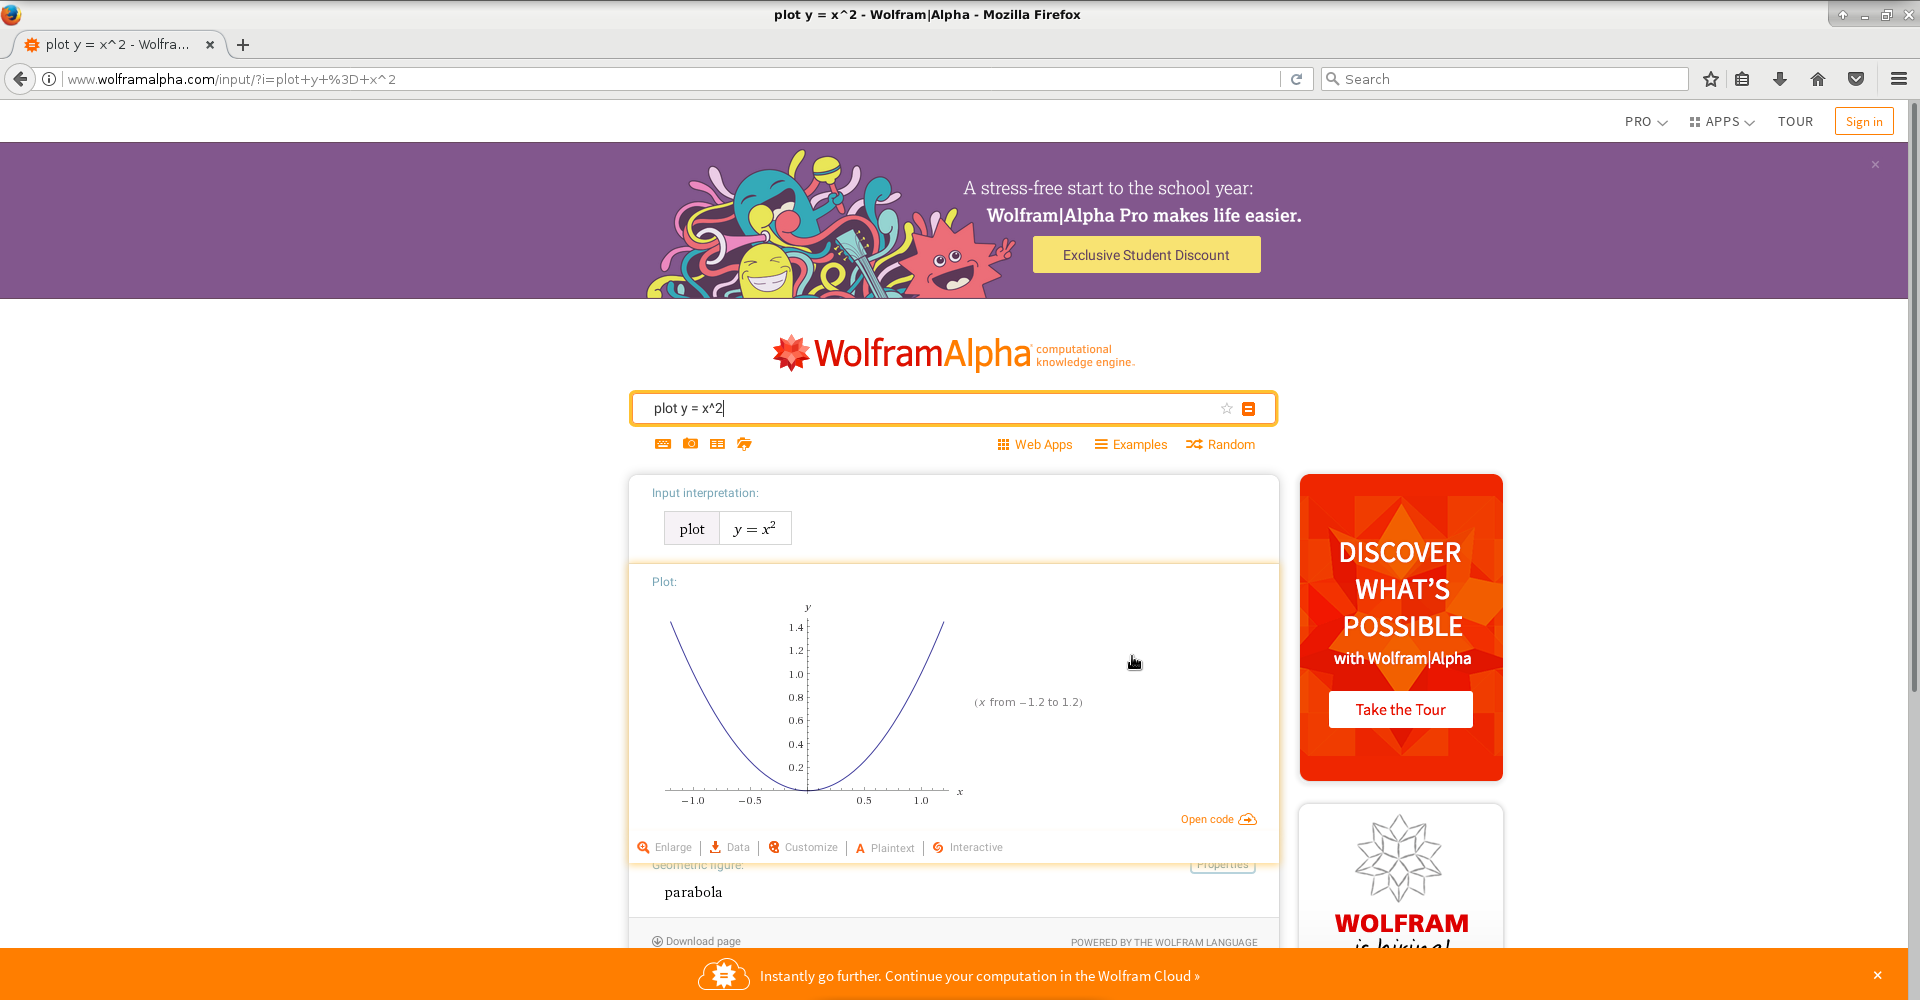 plot y = x^2 - Wolfram|Alpha - Mozilla Firefox
plot y = x^2 - Wolfra...
www.wolframalpha.com/input/?i=plot+y+%3D+x^2
Search
PRO
APPS
TOUR
Sign in
A stress-free start to the school year:
Wolfram|Alpha Pro makes life easier.
Exclusive Student Discount
WolframAlpha computational
knowledge engine.
plot y = x^2
Web Apps
Examples
Random
Input interpretation:
plot y = x²
Plot:
y
1.4
1.2
1.0
0.8
0.6
0.4
0.2
−1.0 −0.5 0.5 1.0
x
(x from −1.2 to 1.2)
Open code
Enlarge | Data | Customize | A Plaintext | Interactive
Geometric figure:
Properties
parabola
Download page
POWERED BY THE WOLFRAM LANGUAGE
DISCOVER
WHAT'S
POSSIBLE
with Wolfram|Alpha
Take the Tour
WOLFRAM
is hiring!
Instantly go further. Continue your computation in the Wolfram Cloud »